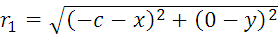 r₁ = √((-c - x)² + (0 - y)²)